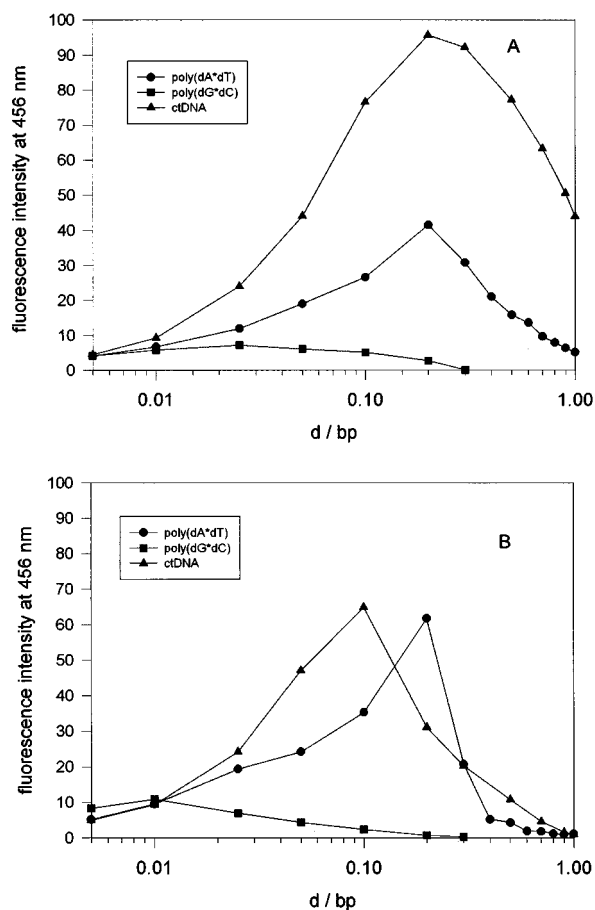 A
poly(dA*dT)
poly(dG*dC)
ctDNA
fluorescence intensity at 456 nm
100
90
80
70
60
50
40
30
20
10
0
0.01
0.10
1.00
d / bp
B
poly(dA*dT)
poly(dG*dC)
ctDNA
fluorescence intensity at 456 nm
100
90
80
70
60
50
40
30
20
10
0
0.01
0.10
1.00
d / bp